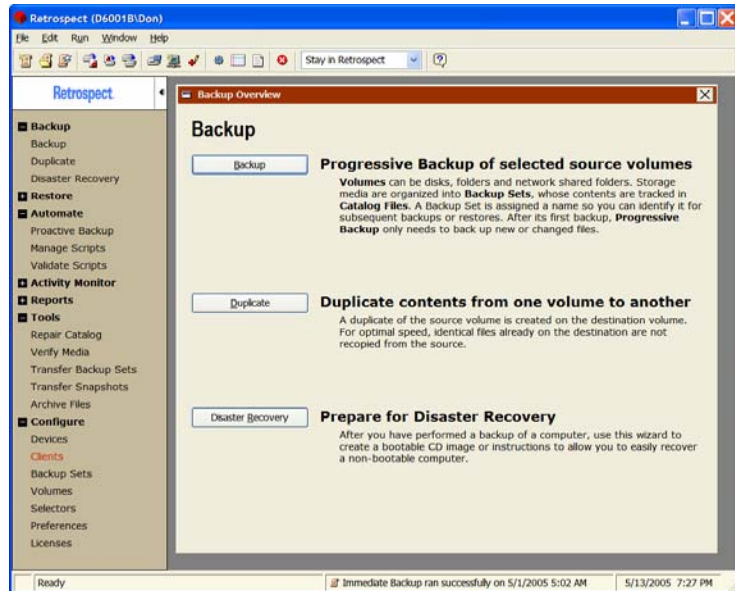 Retrospect (D6001B\Don)
File Edit Run Window Help
Stay in Retrospect
Retrospect
Backup
Backup
Duplicate
Disaster Recovery
Restore
Automate
Proactive Backup
Manage Scripts
Validate Scripts
Activity Monitor
Reports
Tools
Repair Catalog
Verify Media
Transfer Backup Sets
Transfer Snapshots
Archive Files
Configure
Devices
Clients
Backup Sets
Volumes
Selectors
Preferences
Licenses
Backup Overview
Backup
Backup
Progressive Backup of selected source volumes
Volumes can be disks, folders and network shared folders. Storage
media are organized into Backup Sets, whose contents are tracked in
Catalog Files. A Backup Set is assigned a name so you can identify it for
subsequent backups or restores. After its first backup, Progressive
Backup only needs to back up new or changed files.
Duplicate
Duplicate contents from one volume to another
A duplicate of the source volume is created on the destination volume.
For optimal speed, identical files already on the destination are not
recopied from the source.
Disaster Recovery
Prepare for Disaster Recovery
After you have performed a backup of a computer, use this wizard to
create a bootable CD image or instructions to allow you to easily recover
a non-bootable computer.
Ready
Immediate Backup ran successfully on 5/1/2005 5:02 AM
5/13/2005 7:27 PM